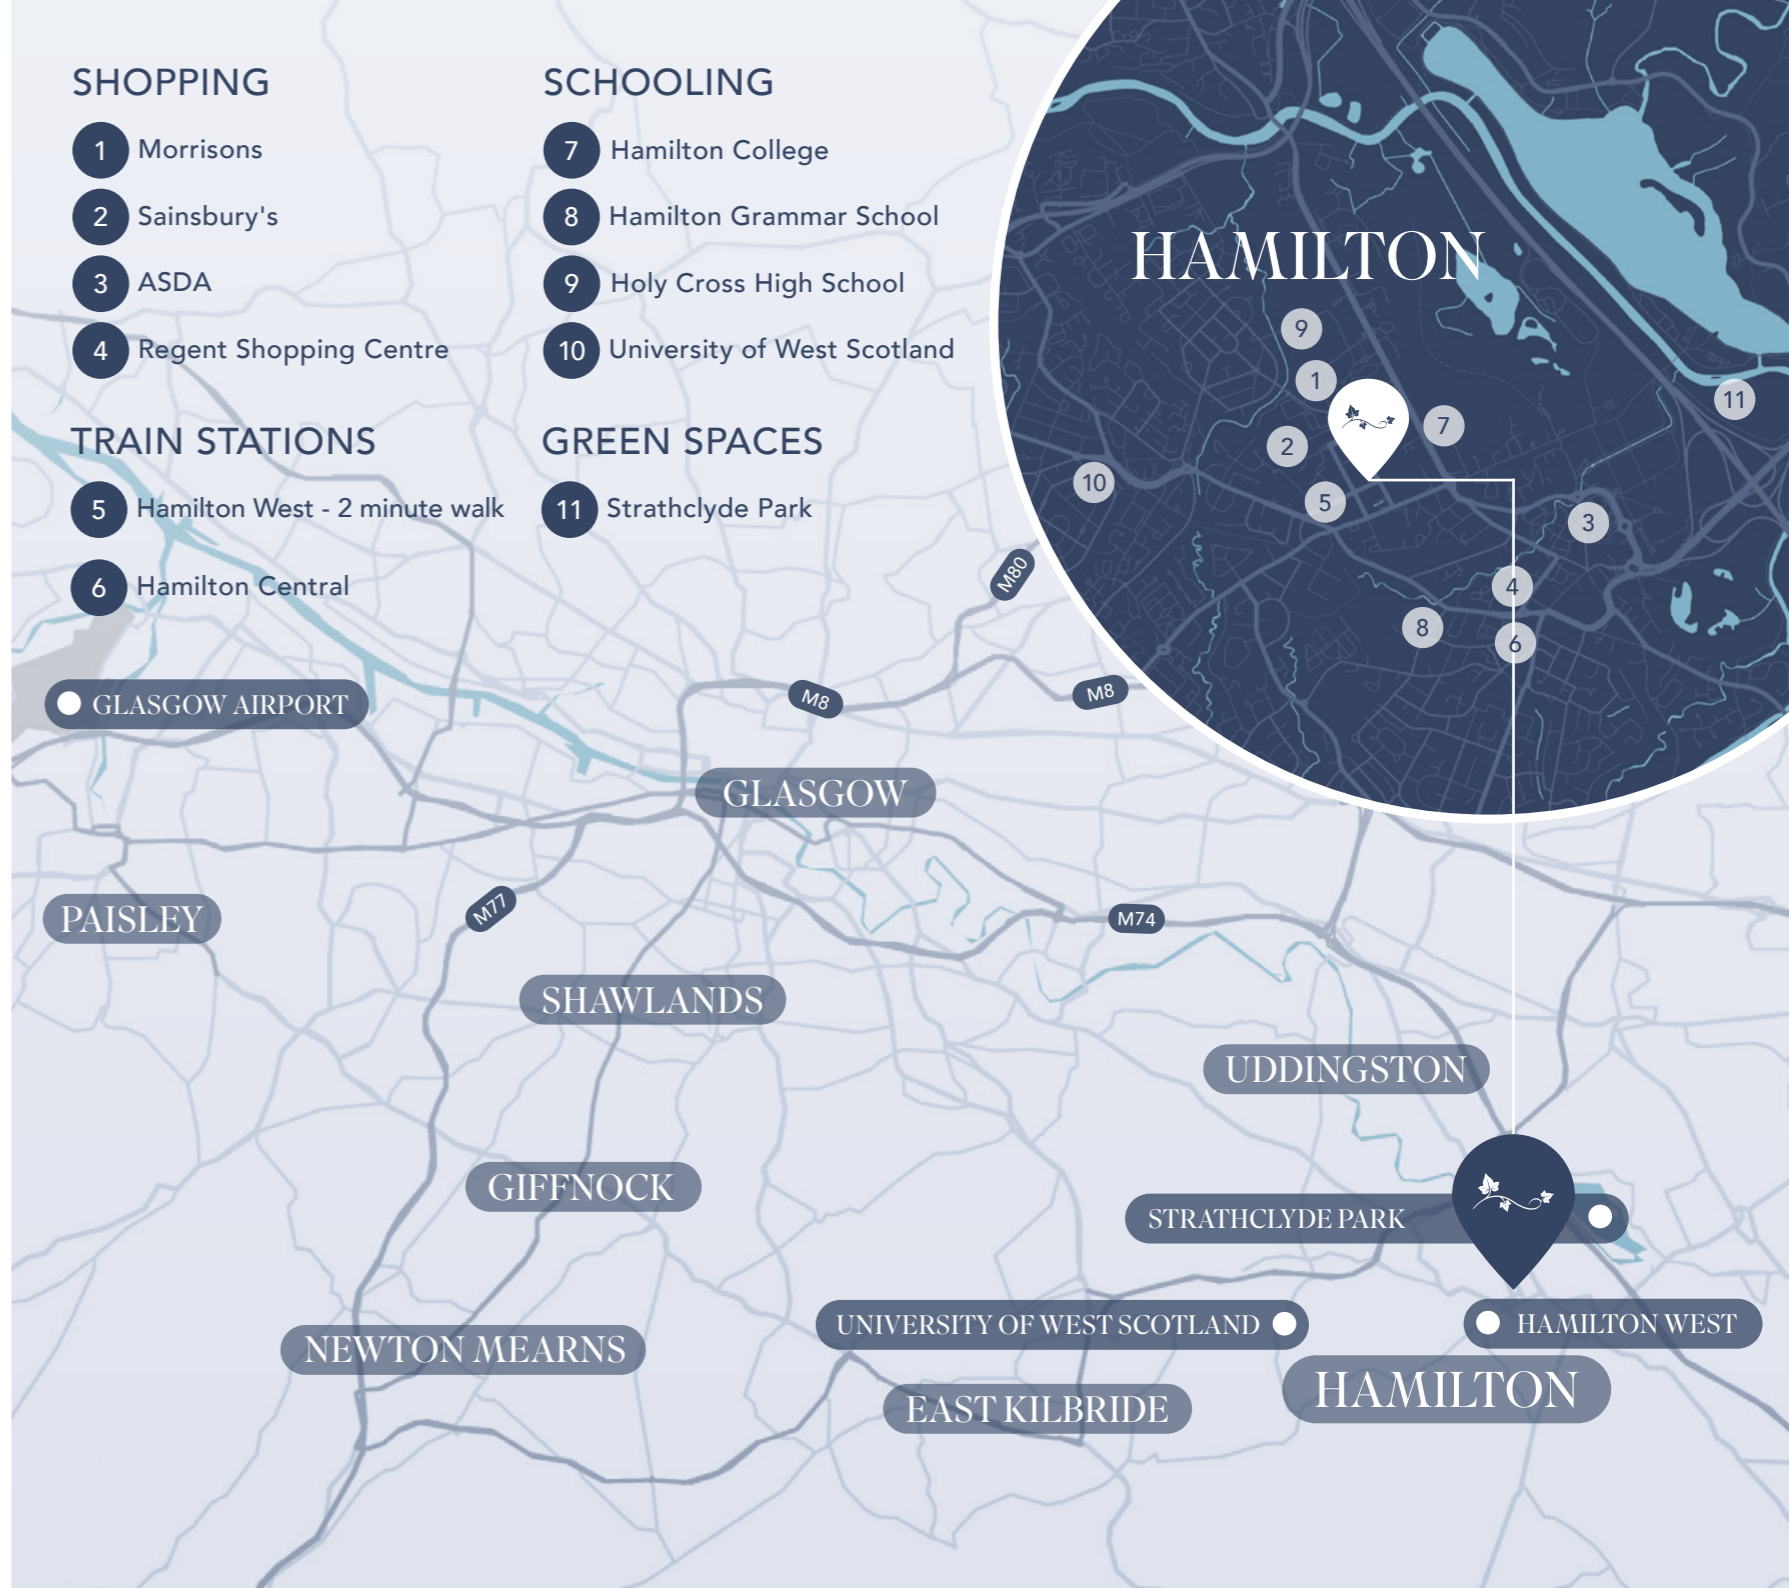 SHOPPING
1 Morrisons
2 Sainsbury's
3 ASDA
4 Regent Shopping Centre
SCHOOLING
7 Hamilton College
8 Hamilton Grammar School
9 Holy Cross High School
10 University of West Scotland
TRAIN STATIONS
5 Hamilton West - 2 minute walk
6 Hamilton Central
GREEN SPACES
11 Strathclyde Park
HAMILTON
9
1
7
11
2
10
5
3
4
8
6
M80
M8
M8
GLASGOW AIRPORT
GLASGOW
M77
M74
PAISLEY
SHAWLANDS
UDDINGSTON
GIFFNOCK
STRATHCLYDE PARK
UNIVERSITY OF WEST SCOTLAND
HAMILTON WEST
NEWTON MEARNS
HAMILTON
EAST KILBRIDE